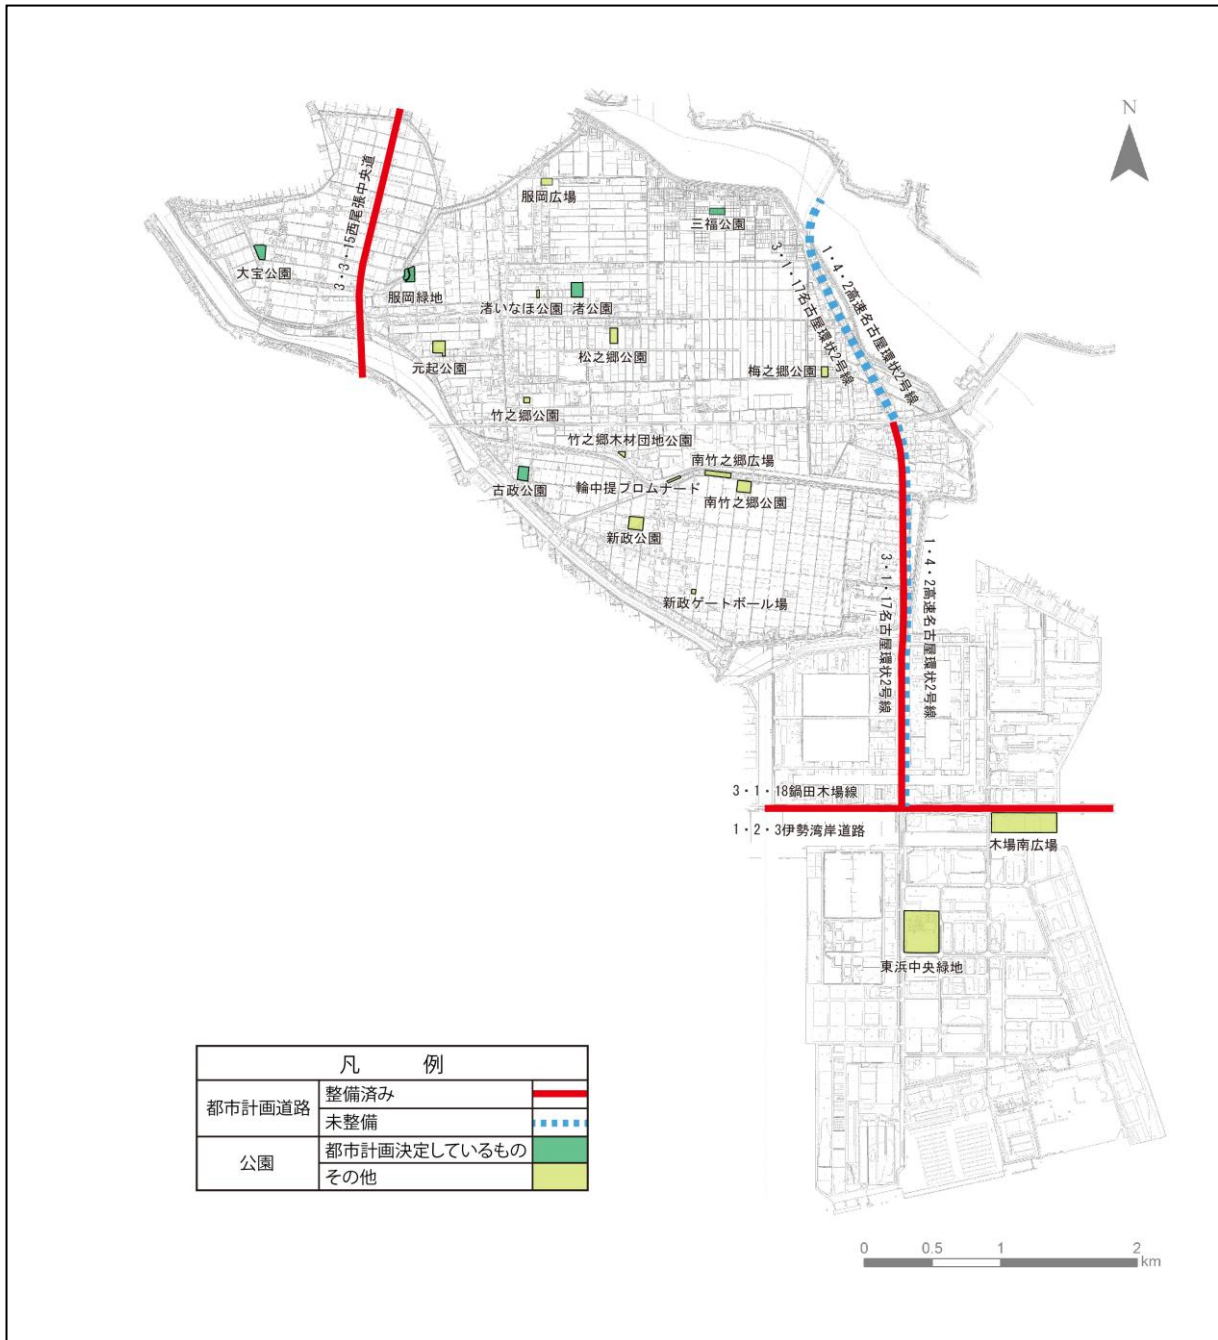 N
3・3・15西尾張中央道
服岡広場
三福公園
大宝公園
服岡緑地
渚いなほ公園
渚公園
3・1・17名古屋環状2号線
1・4・2高速名古屋環状2号線
元起公園
松之郷公園
梅之郷公園
竹之郷公園
竹之郷木材団地公園
南竹之郷広場
古政公園
輪中提プロムナード
南竹之郷公園
新政公園
新政ゲートボール場
3・1・17名古屋環状2号線
1・4・2高速名古屋環状2号線
3・1・18鍋田木場線
1・2・3伊勢湾岸道路
木場南広場
東浜中央緑地
凡 例
都市計画道路
整備済み
未整備
公園
都市計画決定しているもの
その他
0 0.5 1 2
km